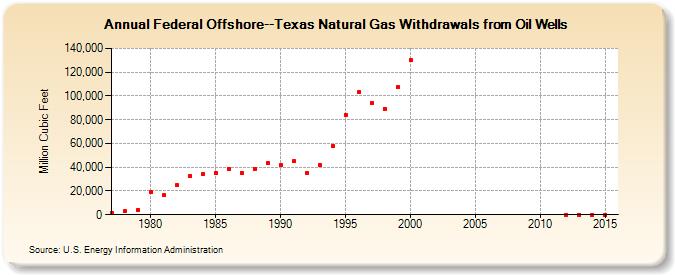 Annual Federal Offshore--Texas Natural Gas Withdrawals from Oil Wells
Million Cubic Feet
140,000
120,000
100,000
80,000
60,000
40,000
20,000
0
1980 1985 1990 1995 2000 2005 2010 2015
Source: U.S. Energy Information Administration